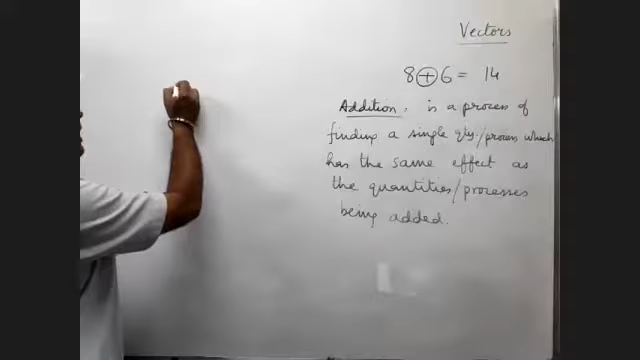 Vectors
8 + 6 = 14
Addition. is a process of
finding a single qty./process which
has the same effect as
the quantities/processes
being added.